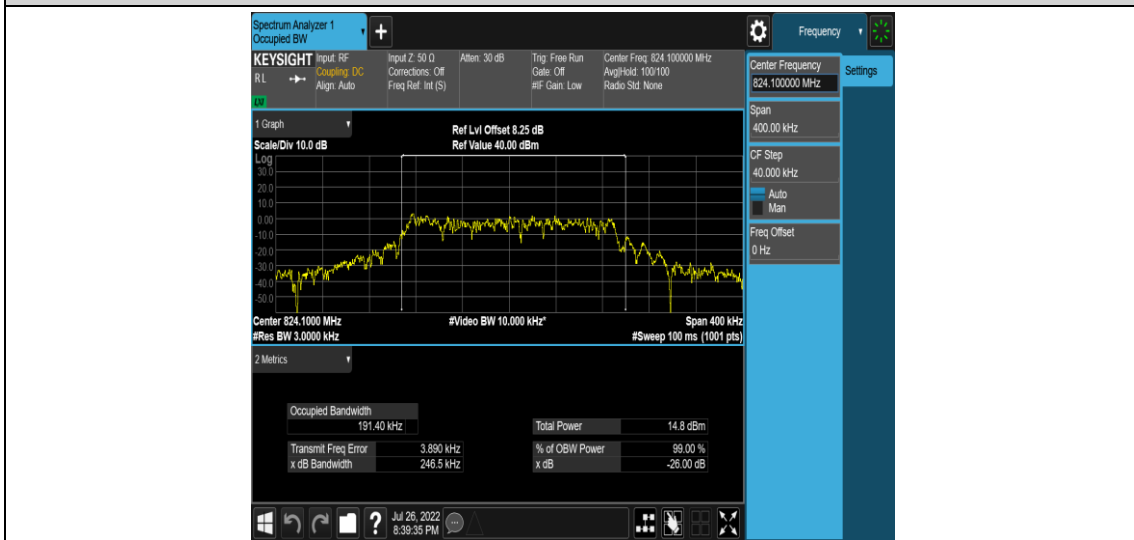 Spectrum Analyzer 1
Occupied BW
+
Frequency
KEYSIGHT
RL
LXI
Input: RF
Coupling: DC
Align: Auto
Input Z: 50 Ω
Corrections: Off
Freq Ref: Int (S)
Atten: 30 dB
Trig: Free Run
Gate: Off
#IF Gain: Low
Center Freq: 824.100000 MHz
Avg|Hold: 100/100
Radio Std: None
Center Frequency
824.100000 MHz
Settings
Span
400.00 kHz
CF Step
40.000 kHz
Auto
Man
Freq Offset
0 Hz
1 Graph
Scale/Div 10.0 dB
Ref Lvl Offset 8.25 dB
Ref Value 40.00 dBm
Log
30.0
20.0
10.0
0.00
-10.0
-20.0
-30.0
-40.0
-50.0
Center 824.1000 MHz
#Video BW 10.000 kHz*
Span 400 kHz
#Res BW 3.0000 kHz
#Sweep 100 ms (1001 pts)
2 Metrics
Occupied Bandwidth
191.40 kHz
Total Power 14.8 dBm
Transmit Freq Error 3.890 kHz
% of OBW Power 99.00 %
x dB Bandwidth 246.5 kHz
x dB -26.00 dB
?
Jul 26, 2022
8:39:35 PM